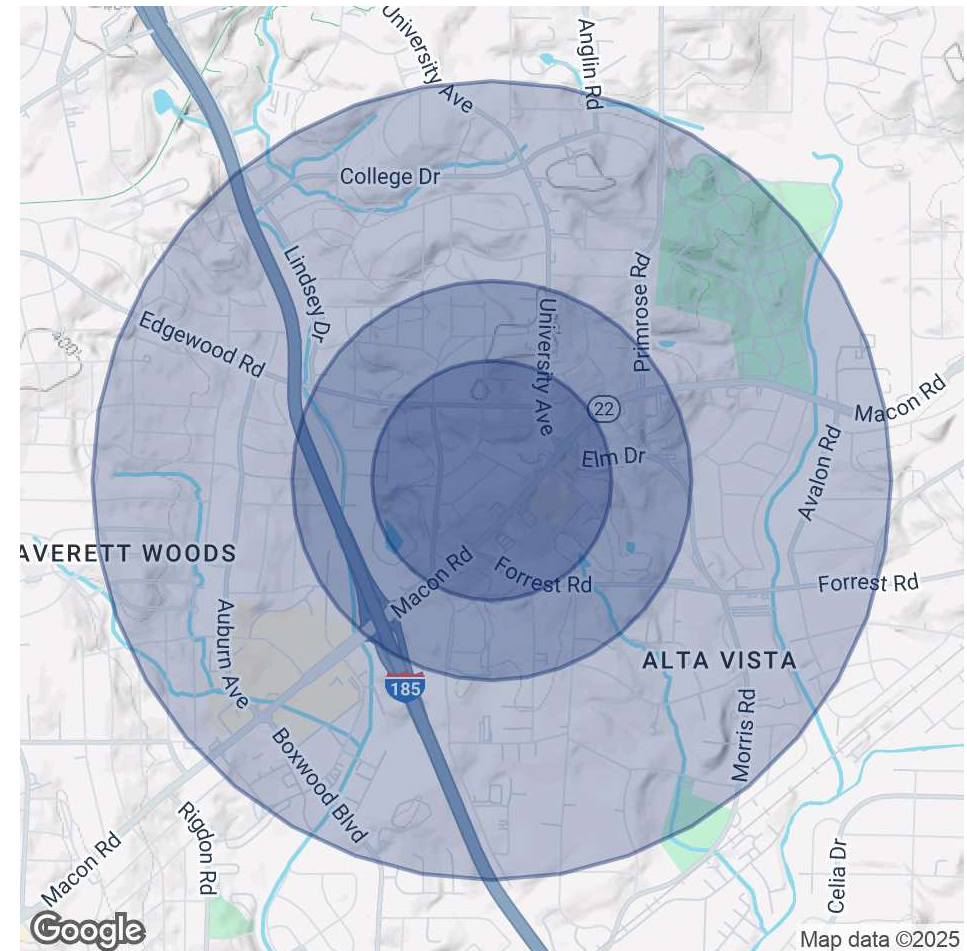 University Ave
Anglin Rd
College Dr
Lindsey Dr
Primrose Rd
Edgewood Rd
University Ave
22
Macon Rd
Elm Dr
Avalon Rd
AVERETT WOODS
Macon Rd
Forrest Rd
Forrest Rd
Auburn Ave
ALTA VISTA
185
Morris Rd
Boxwood Blvd
Rigdon Rd
Macon Rd
Celia Dr
Google
Map data ©2025